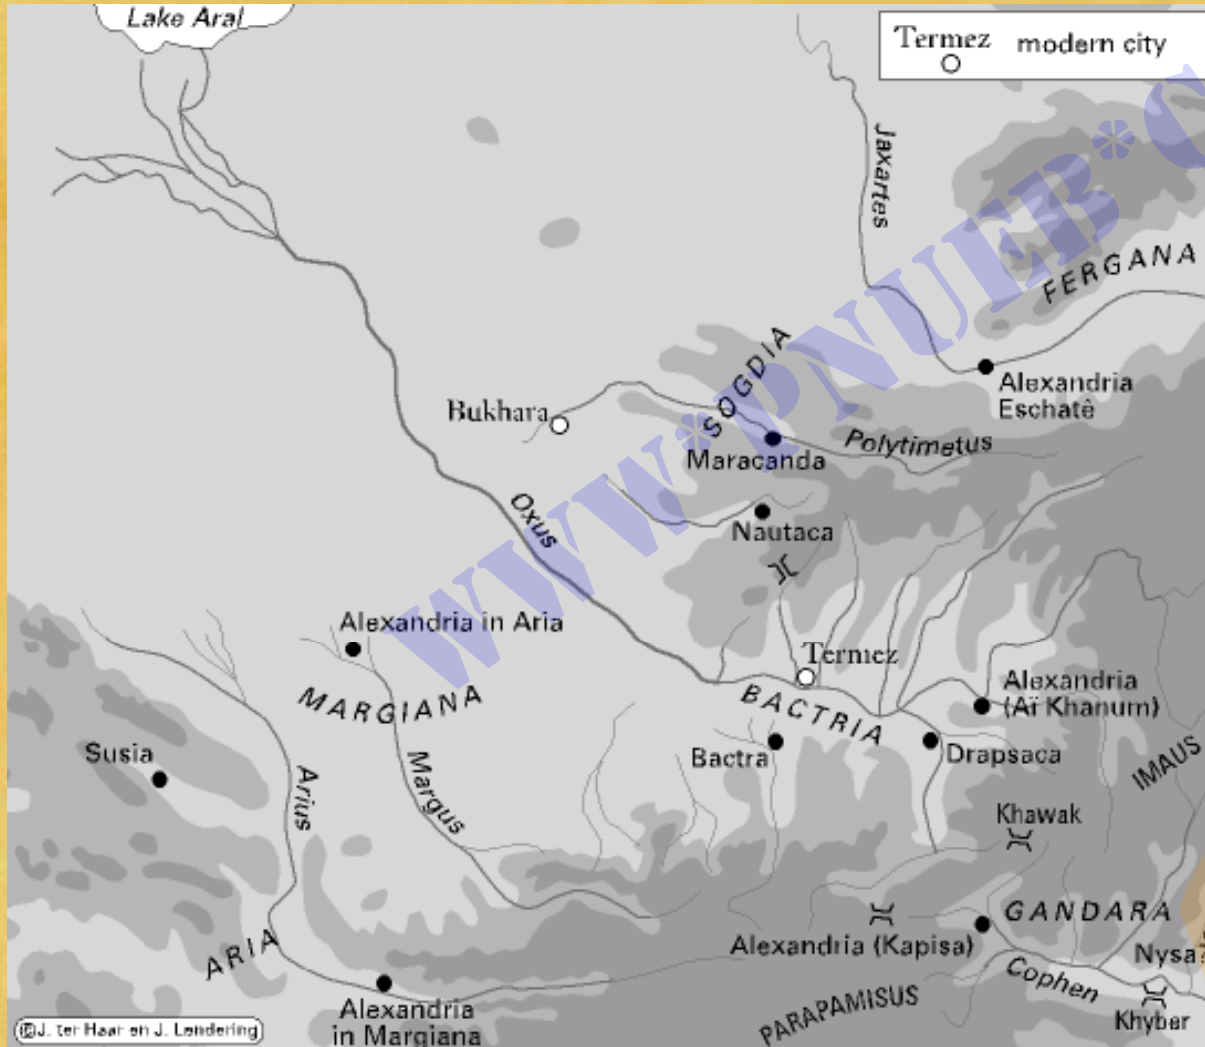 Lake Aral
Termez modern city
Jaxartes
FERGANA
SOGDIA
Alexandria
Eschatê
Bukhara
Polytimetus
Maracanda
Oxus
Nautaca
Alexandria in Aria
Termez
MARGIANA
BACTRIA
Alexandria
(Aï Khanum)
Susia
Arius
Margus
Bactra
Drapsaca
IMAUS
Khawak
GANDARA
ARIA
Alexandria (Kapisa)
Nysa?
Cophen
Alexandria
in Margiana
PARAPAMISUS
Khyber
©J. ter Haar en J. Lendering
WWW*PNUEB*C